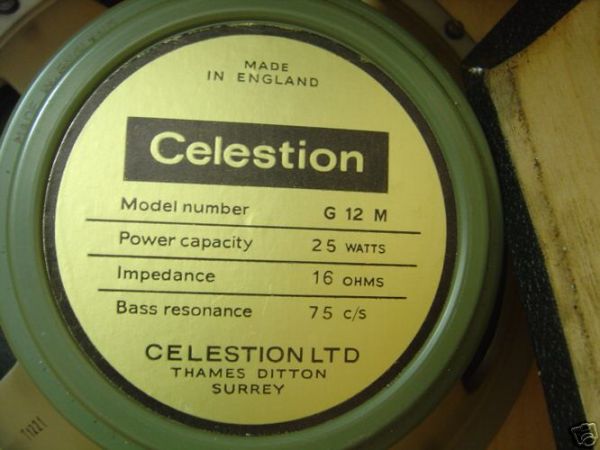 MADE
IN ENGLAND
Celestion
Model number G 12 M
Power capacity 25 WATTS
Impedance 16 OHMS
Bass resonance 75 c/s
CELESTION LTD
THAMES DITTON
SURREY
T1221